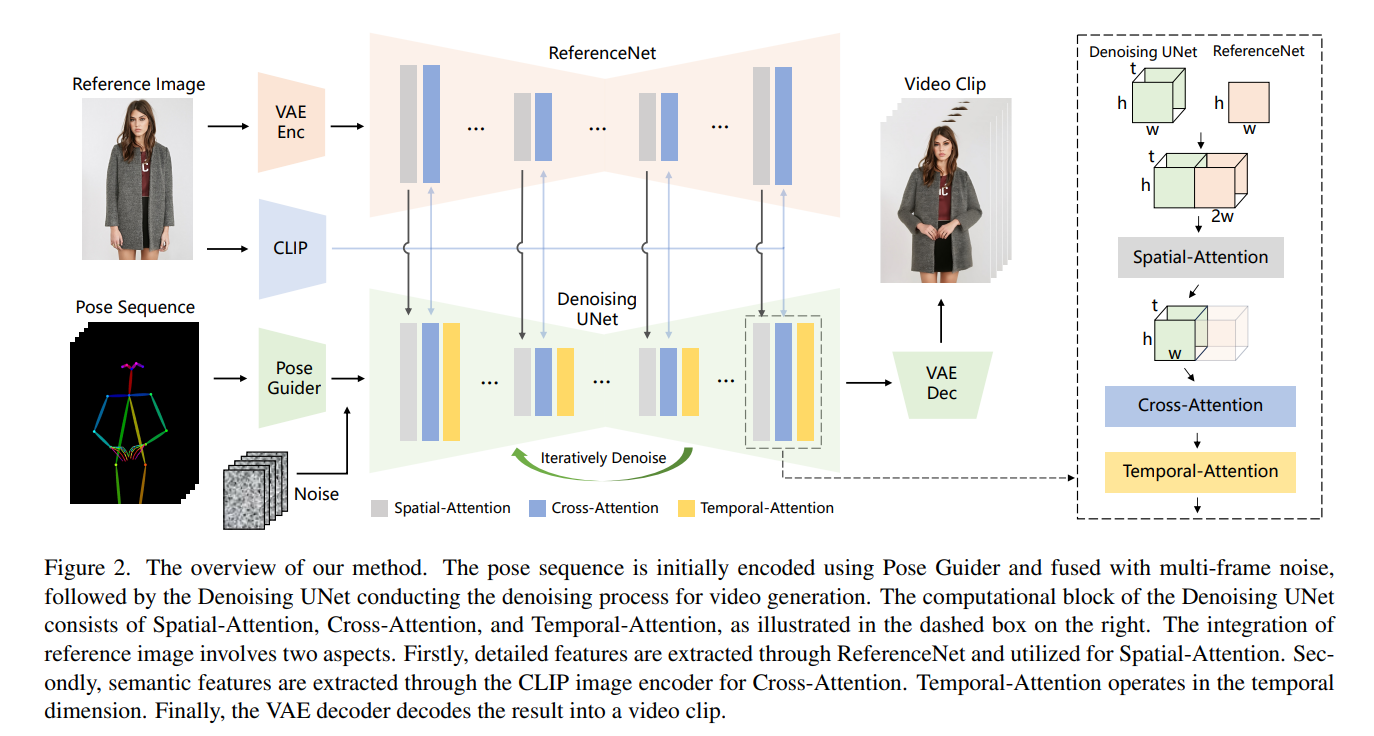 ReferenceNet
Reference Image
VAE
Enc
...
...
...
Video Clip
CLIP
Pose Sequence
Denoising
UNet
Pose
Guider
...
...
...
VAE
Dec
Iteratively Denoise
Noise
Spatial-Attention
Cross-Attention
Temporal-Attention
Denoising UNet
ReferenceNet
t
h
w
h
w
t
h
2w
Spatial-Attention
t
h
w
Cross-Attention
Temporal-Attention
Figure 2. The overview of our method. The pose sequence is initially encoded using Pose Guider and fused with multi-frame noise,
followed by the Denoising UNet conducting the denoising process for video generation. The computational block of the Denoising UNet
consists of Spatial-Attention, Cross-Attention, and Temporal-Attention, as illustrated in the dashed box on the right. The integration of
reference image involves two aspects. Firstly, detailed features are extracted through ReferenceNet and utilized for Spatial-Attention. Sec-
ondly, semantic features are extracted through the CLIP image encoder for Cross-Attention. Temporal-Attention operates in the temporal
dimension. Finally, the VAE decoder decodes the result into a video clip.